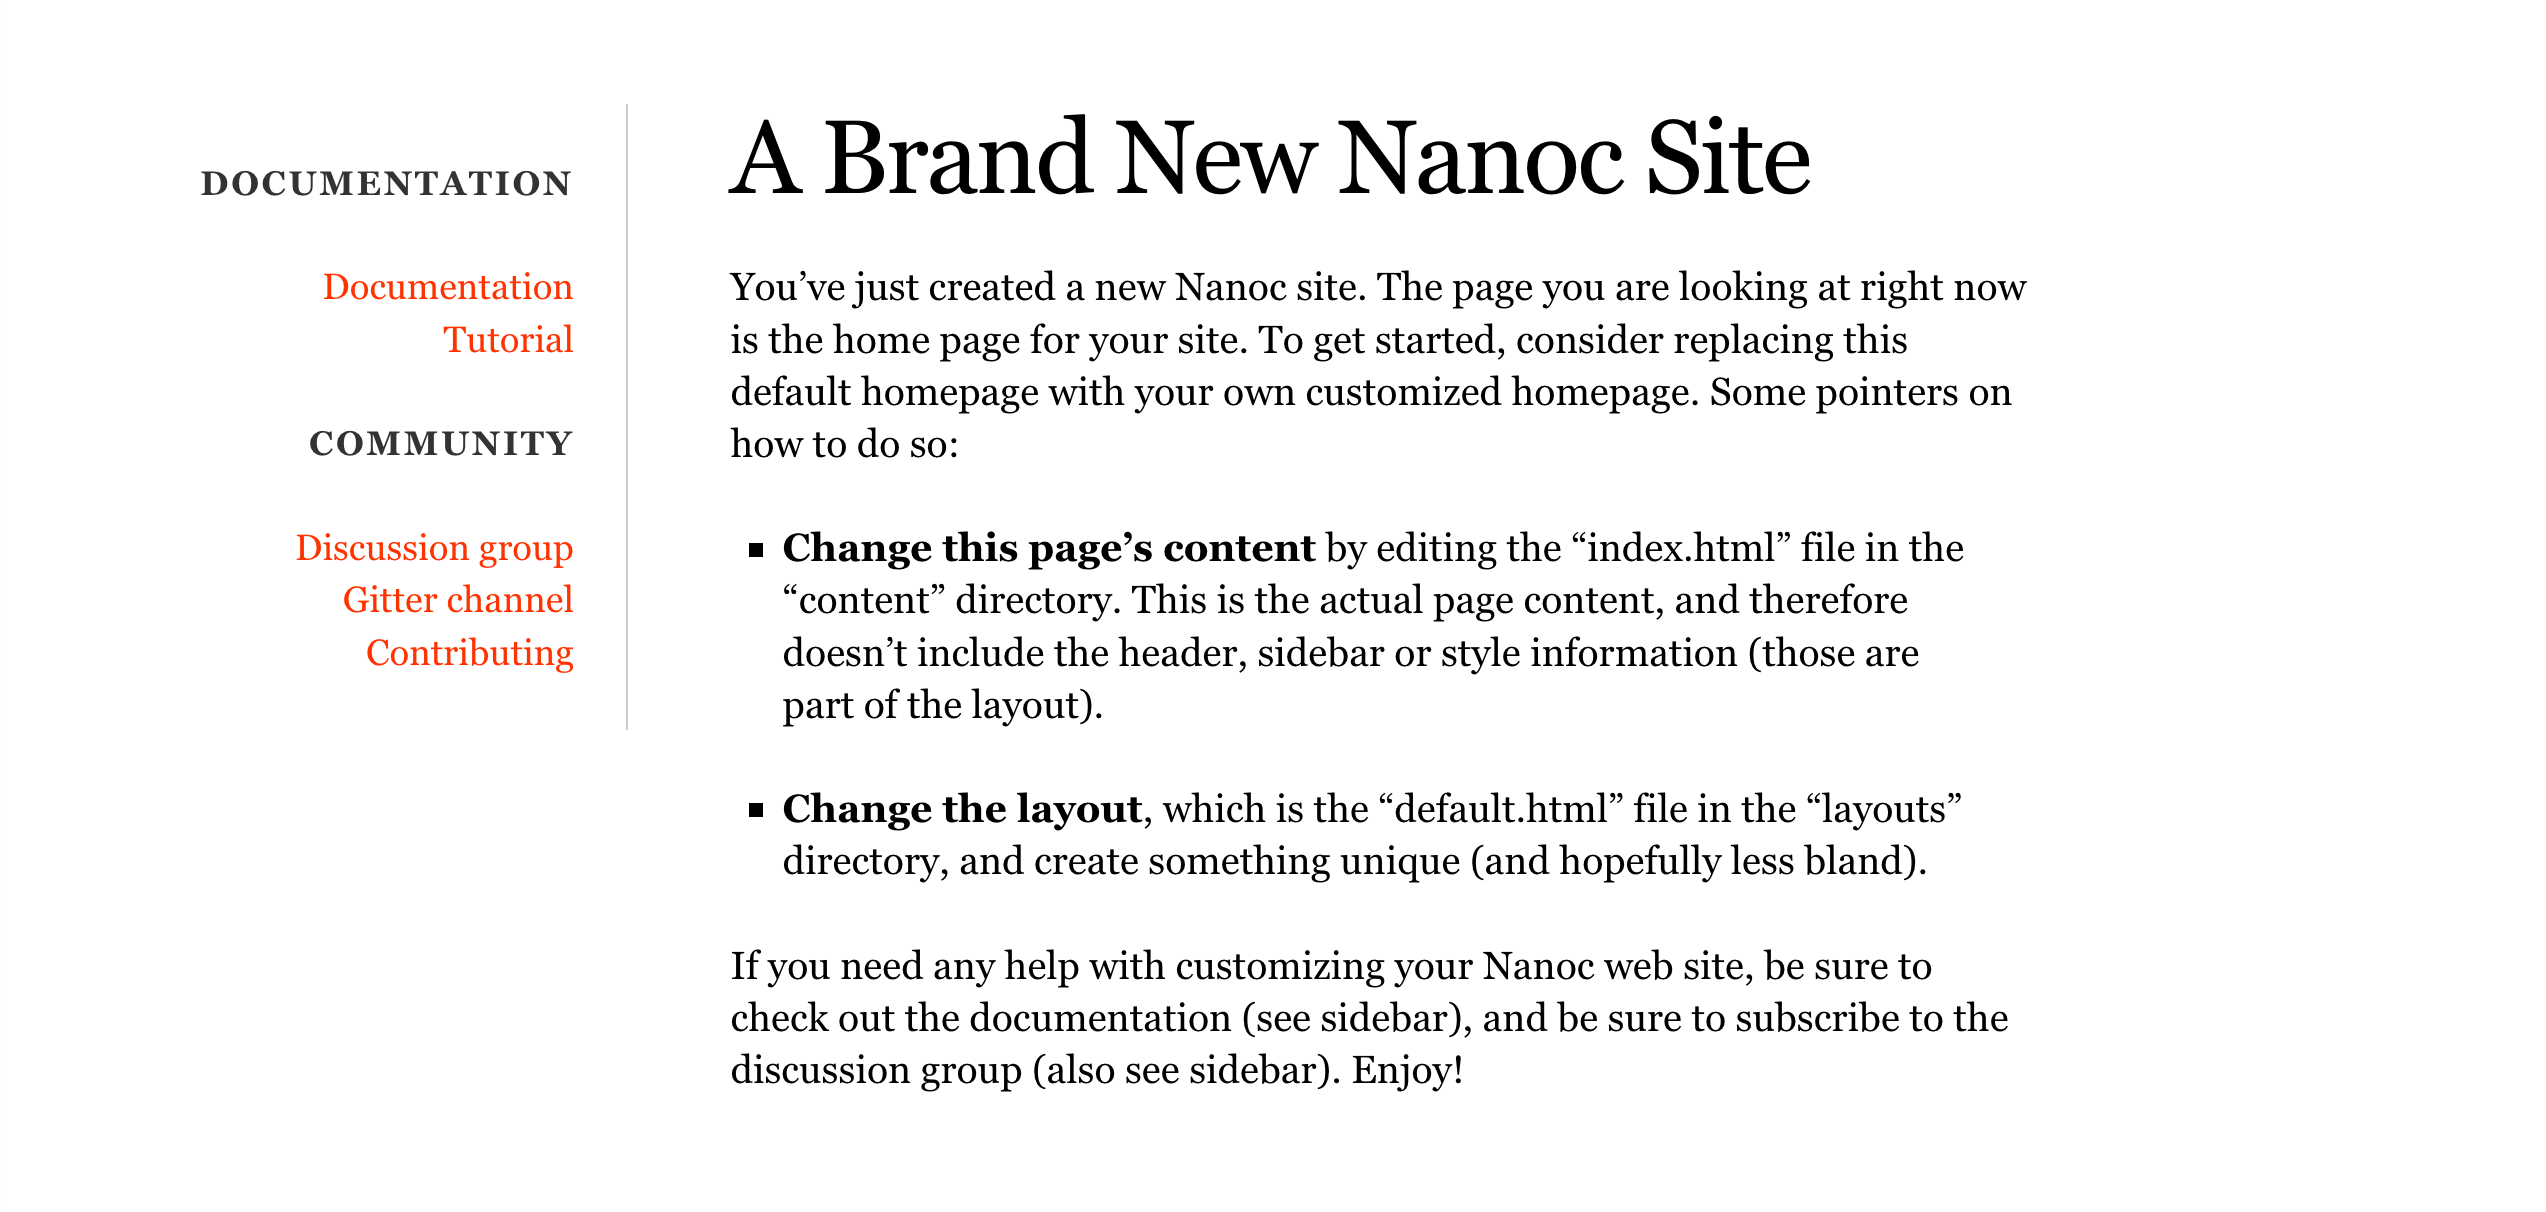 DOCUMENTATION
Documentation
Tutorial
COMMUNITY
Discussion group
Gitter channel
Contributing
A Brand New Nanoc Site
You’ve just created a new Nanoc site. The page you are looking at right now
is the home page for your site. To get started, consider replacing this
default homepage with your own customized homepage. Some pointers on
how to do so:
▪ Change this page’s content by editing the “index.html” file in the
“content” directory. This is the actual page content, and therefore
doesn’t include the header, sidebar or style information (those are
part of the layout).
▪ Change the layout, which is the “default.html” file in the “layouts”
directory, and create something unique (and hopefully less bland).
If you need any help with customizing your Nanoc web site, be sure to
check out the documentation (see sidebar), and be sure to subscribe to the
discussion group (also see sidebar). Enjoy!